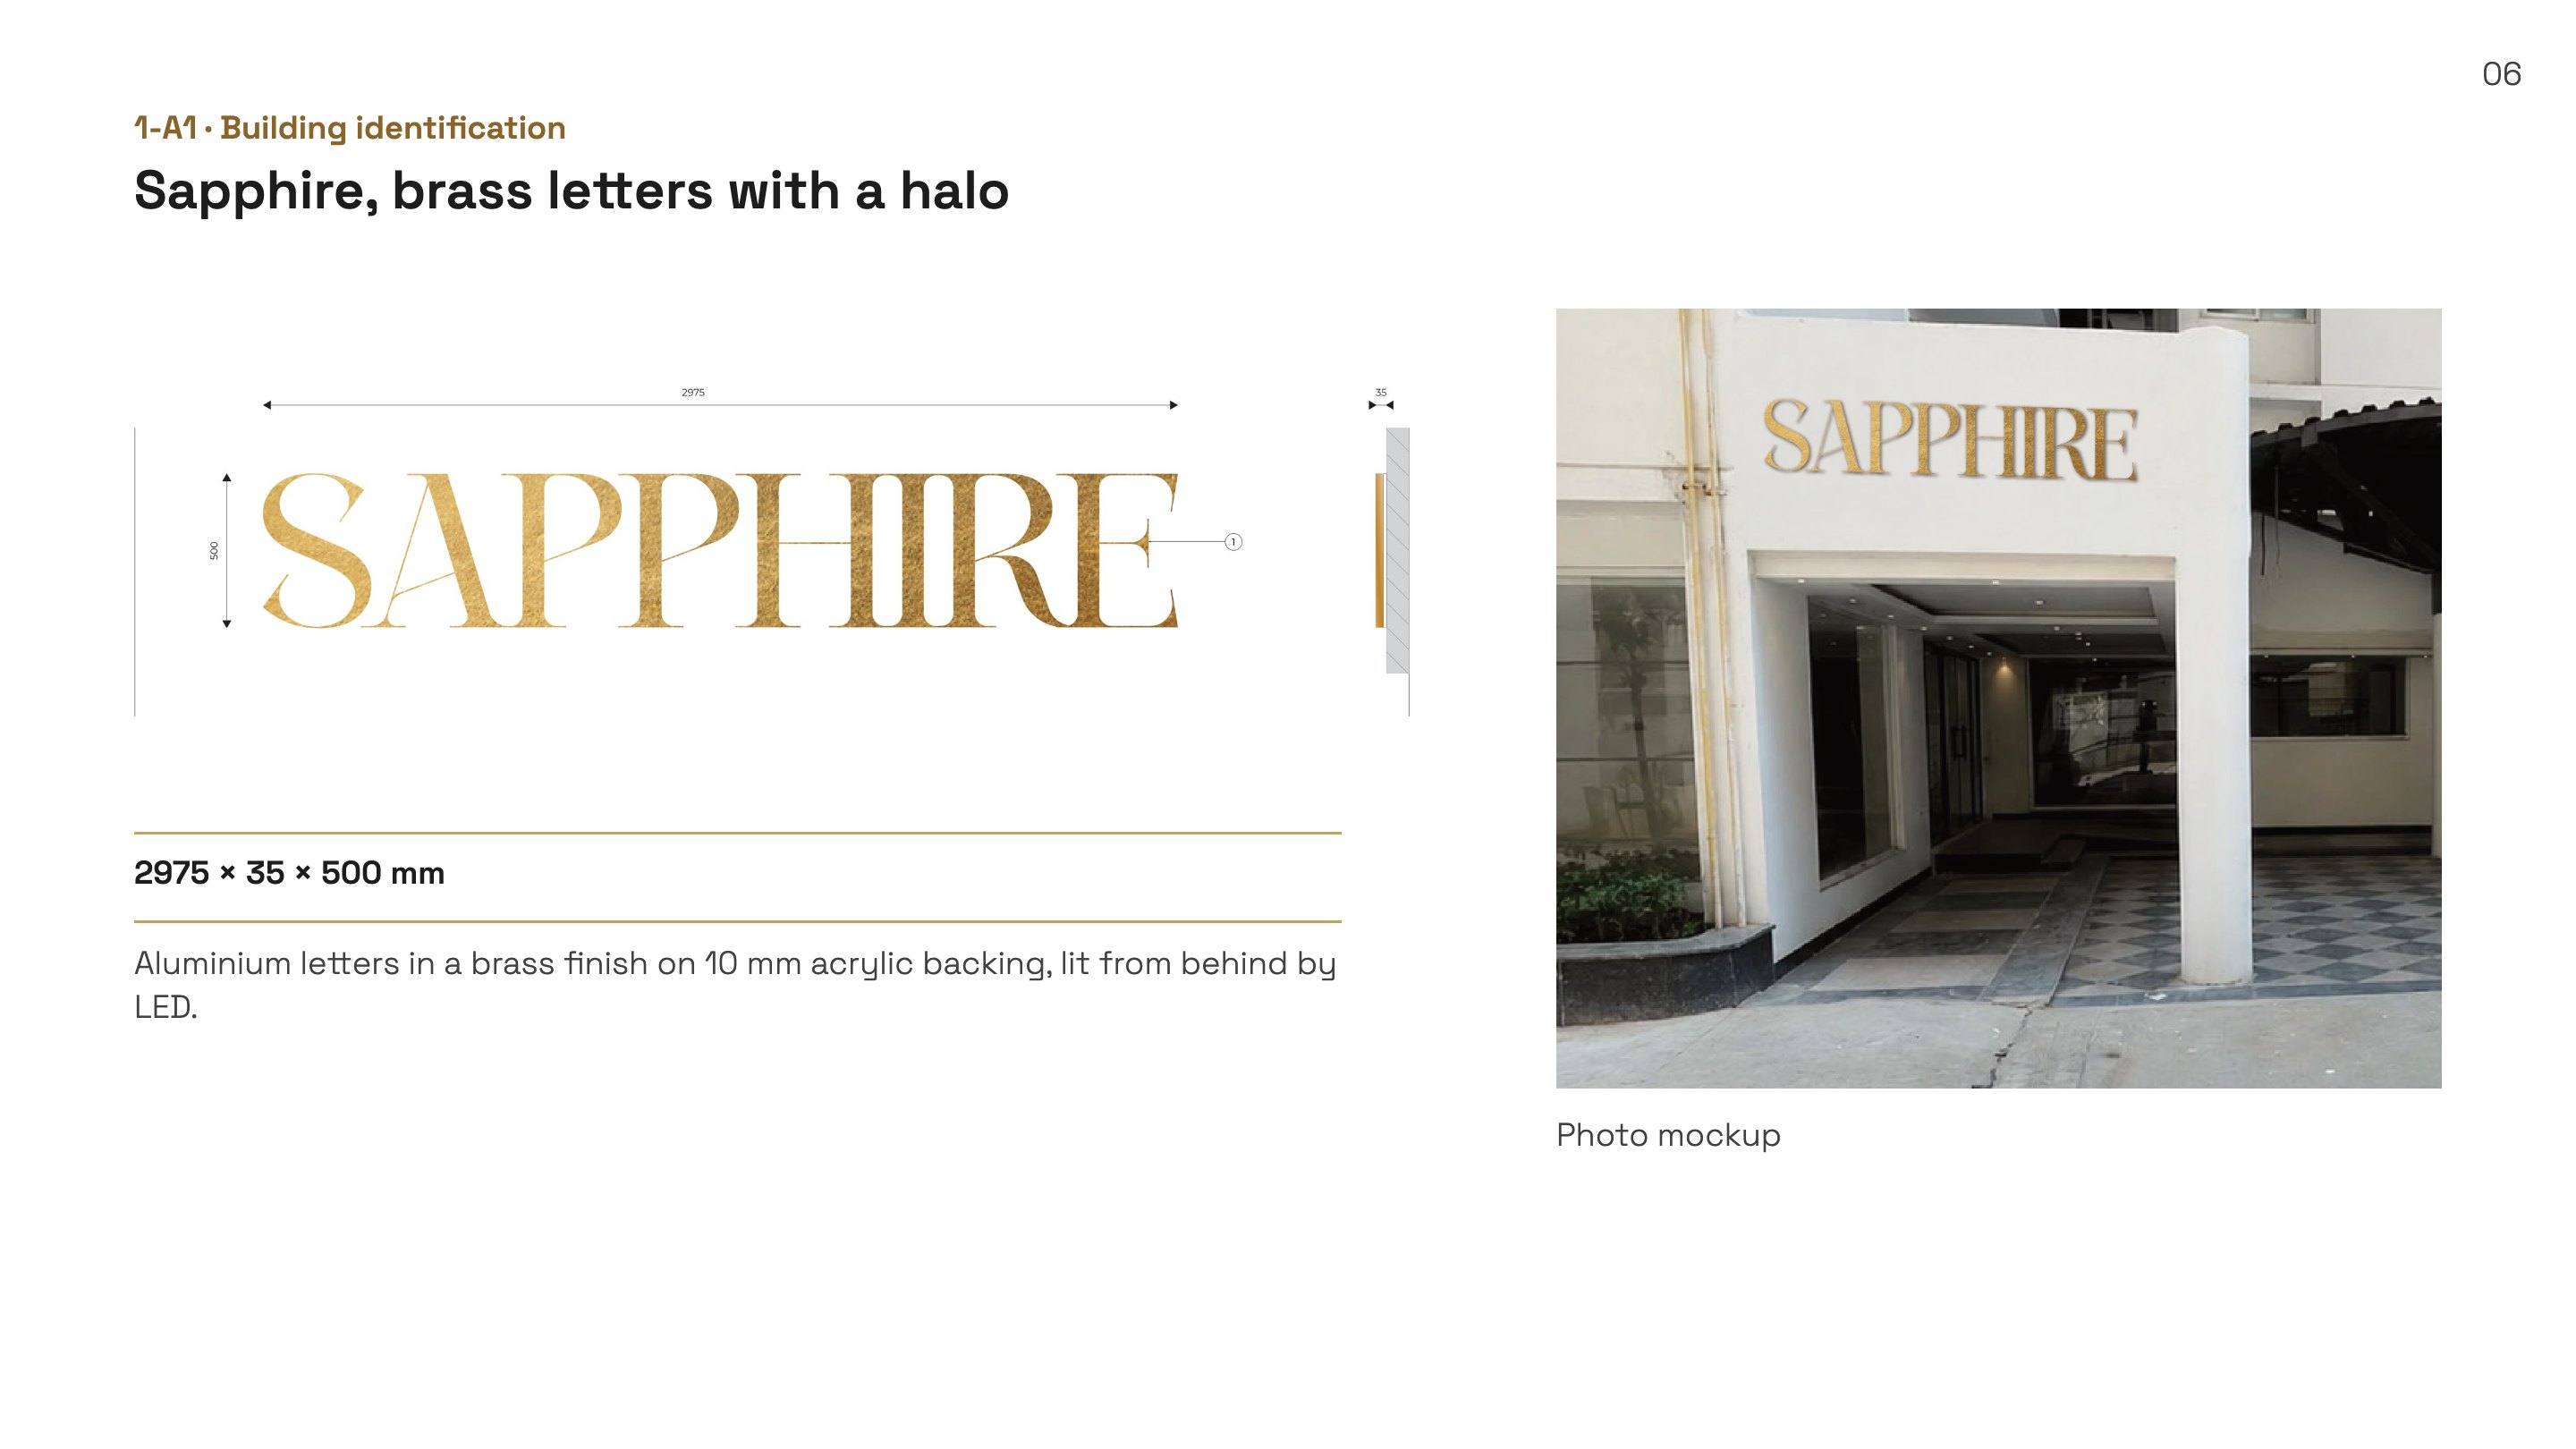 06
1-A1 · Building identification
Sapphire, brass letters with a halo
2975
35
500
SAPPHIRE
1
SAPPHIRE
2975 × 35 × 500 mm
Aluminium letters in a brass finish on 10 mm acrylic backing, lit from behind by
LED.
Photo mockup